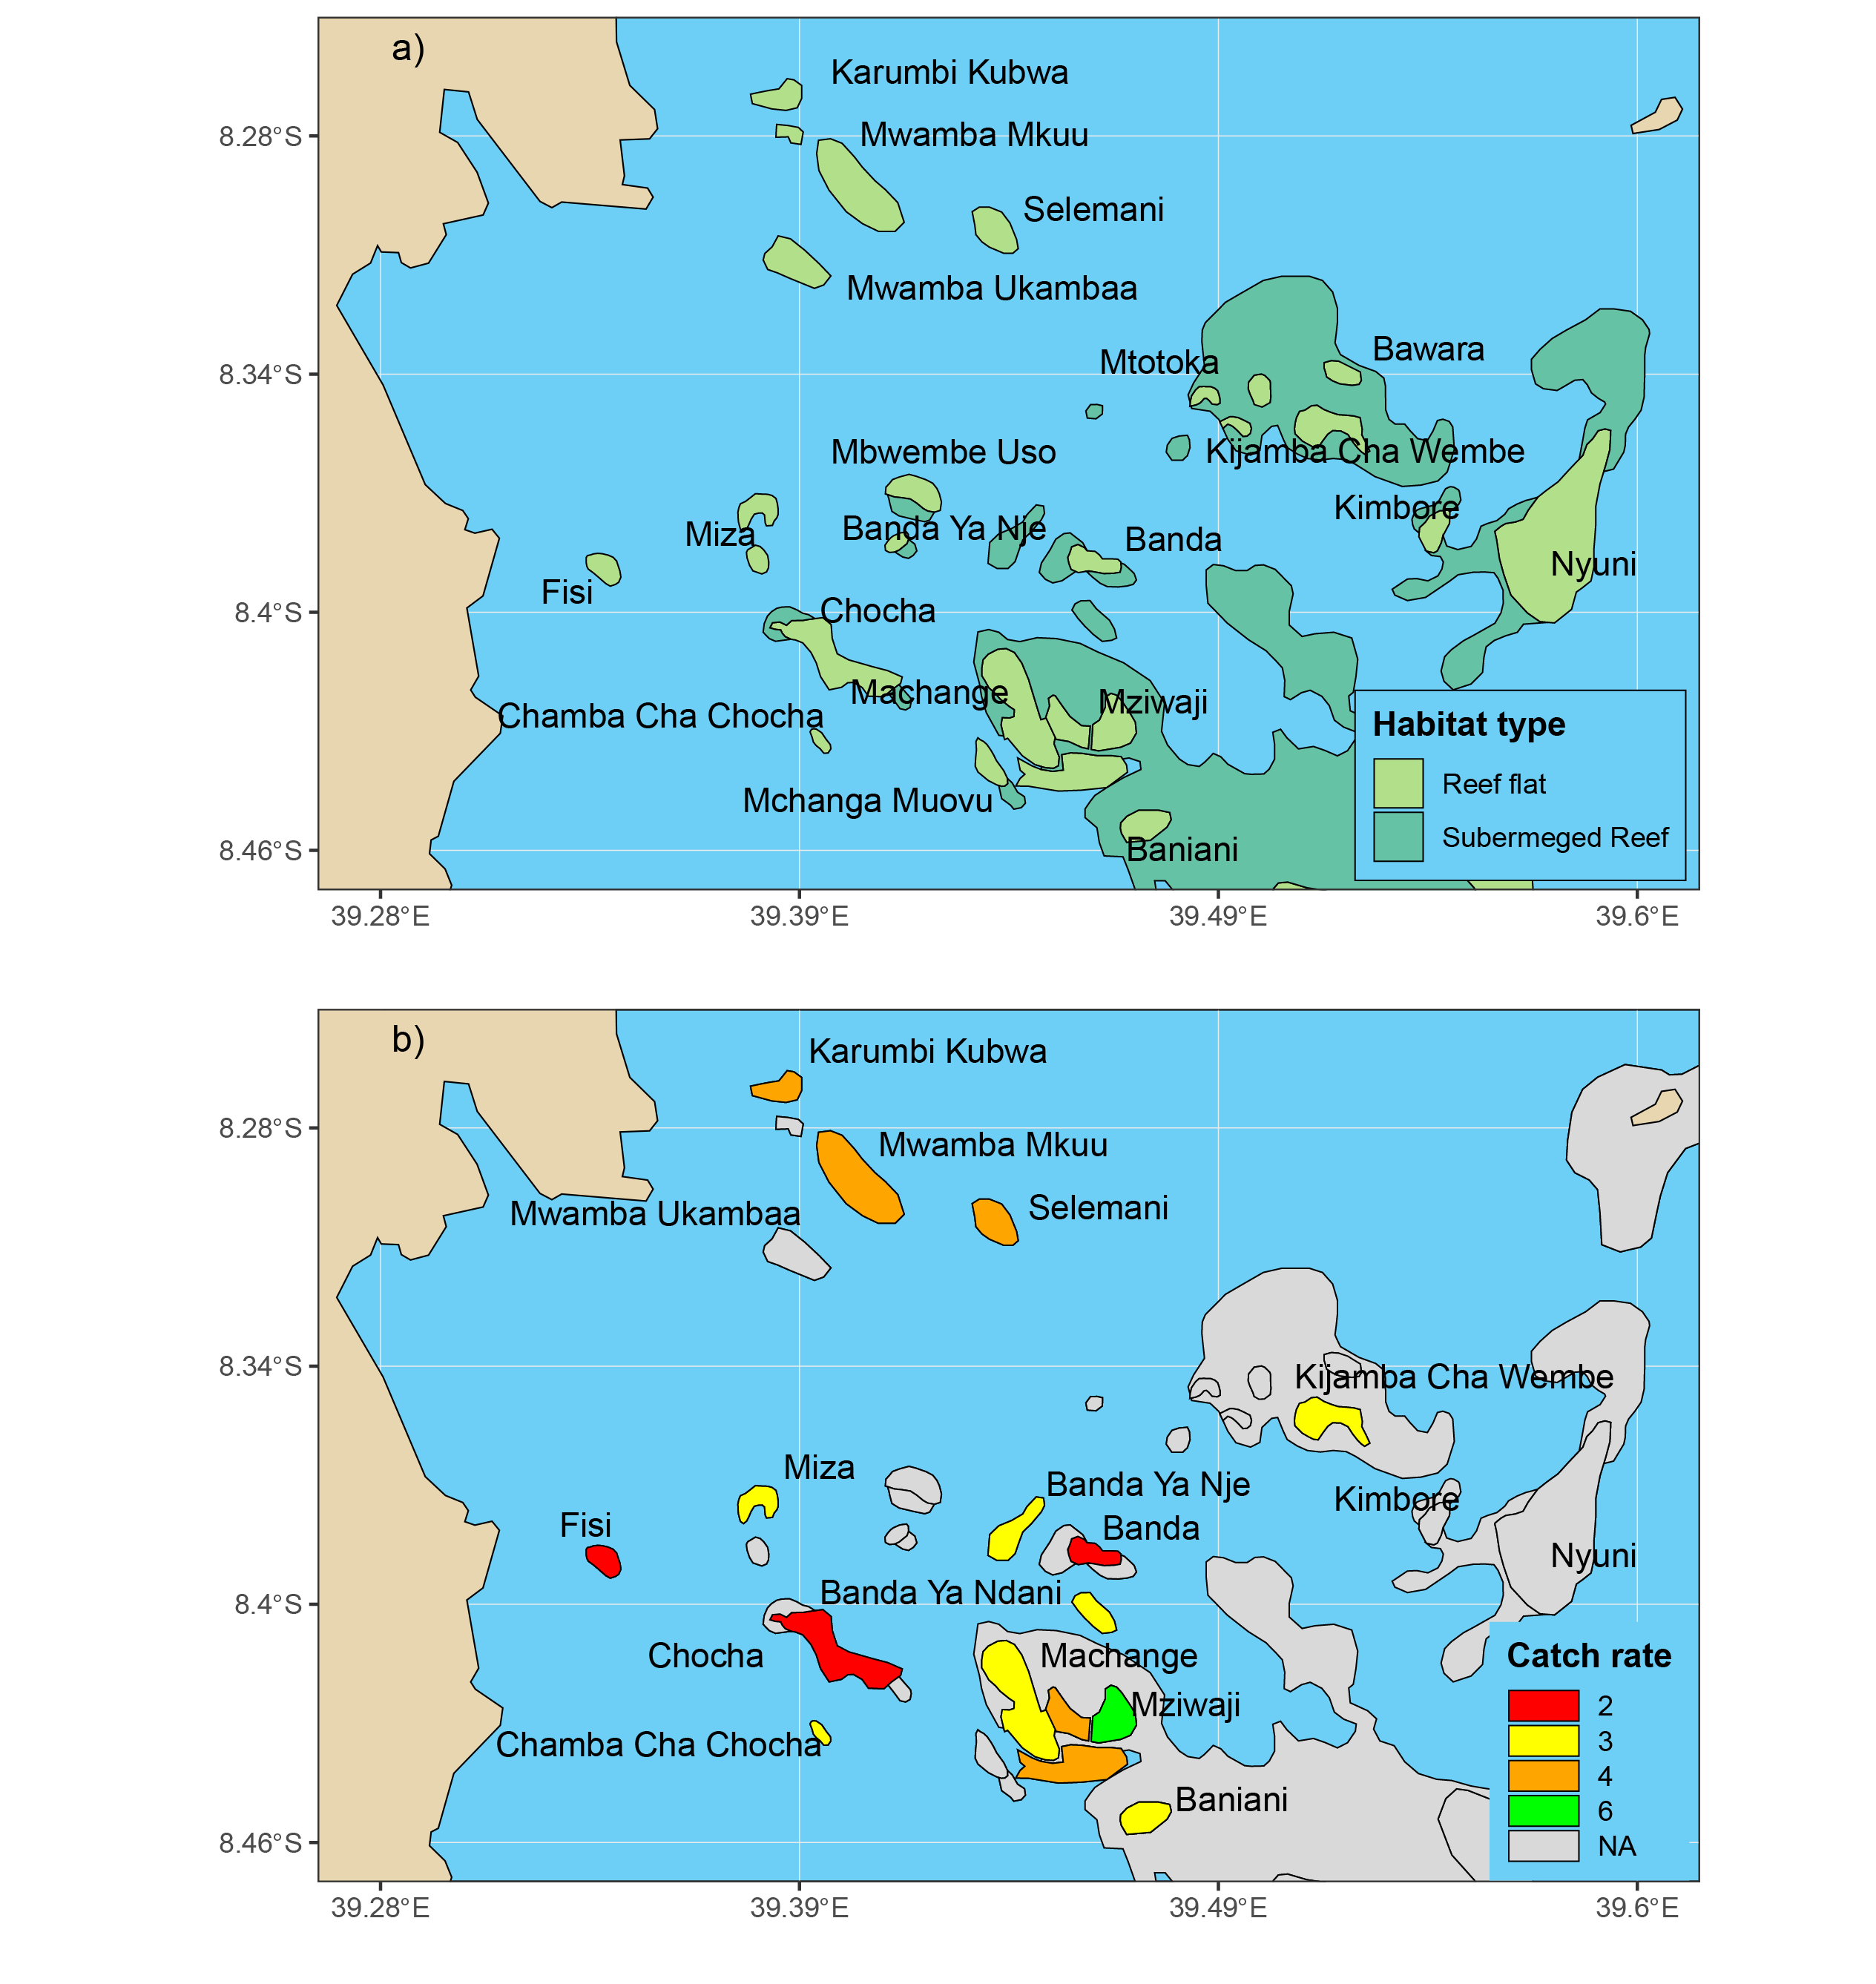 a)
Karumbi Kubwa
8.28°S
Mwamba Mkuu
Selemani
Mwamba Ukambaa
Bawara
Mtotoka
8.34°S
Mbwembe Uso
Kijamba Cha Wembe
Kimbore
Banda Ya Nje
Miza
Banda
Nyuni
Fisi
Chocha
8.4°S
Machange
Mziwaji
Chamba Cha Chocha
Habitat type
Reef flat
Mchanga Muovu
Subermeged Reef
Baniani
8.46°S
39.28°E
39.39°E
39.49°E
39.6°E
b)
Karumbi Kubwa
8.28°S
Mwamba Mkuu
Selemani
Mwamba Ukambaa
8.34°S
Kijamba Cha Wembe
Miza
Banda Ya Nje
Kimbore
Fisi
Banda
Nyuni
Banda Ya Ndani
8.4°S
Chocha
Machange
Catch rate
Mziwaji
2
Chamba Cha Chocha
3
4
Baniani
6
8.46°S
NA
39.28°E
39.39°E
39.49°E
39.6°E